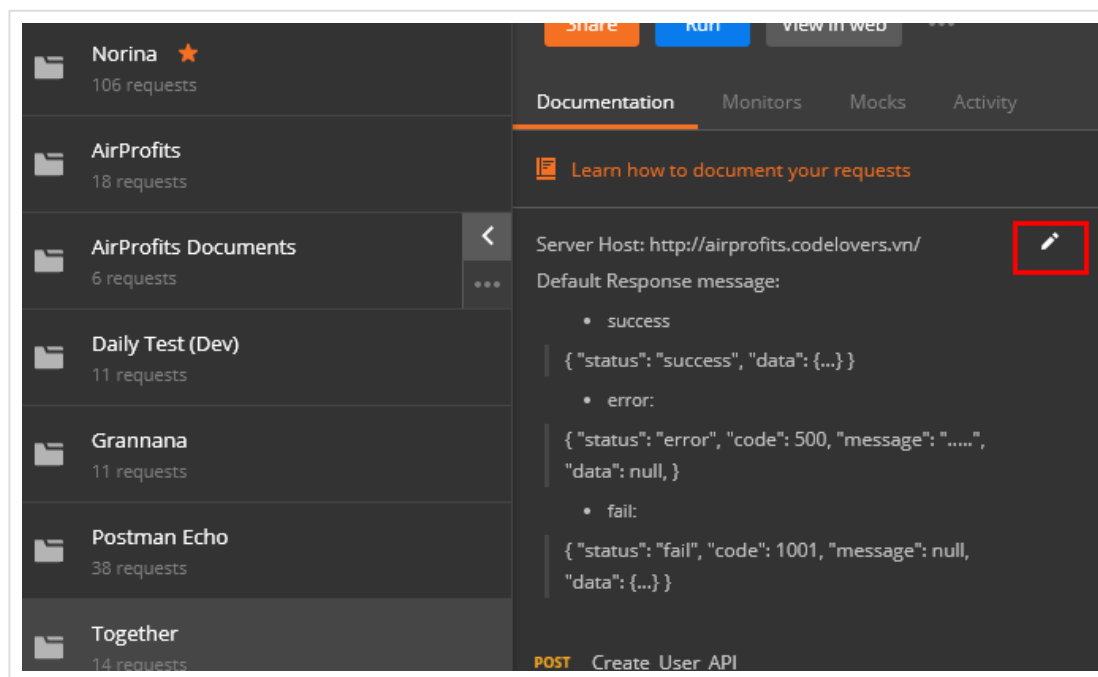 Norina
106 requests
AirProfits
18 requests
AirProfits Documents
6 requests
Daily Test (Dev)
11 requests
Grannana
11 requests
Postman Echo
38 requests
Together
14 requests
Share Run View in web
Documentation Monitors Mocks Activity
Learn how to document your requests
Server Host: http://airprofits.codelovers.vn/
Default Response message:
• success
{ "status": "success", "data": {...} }
• error:
{ "status": "error", "code": 500, "message": ".....",
"data": null, }
• fail:
{ "status": "fail", "code": 1001, "message": null,
"data": {...} }
POST Create User API